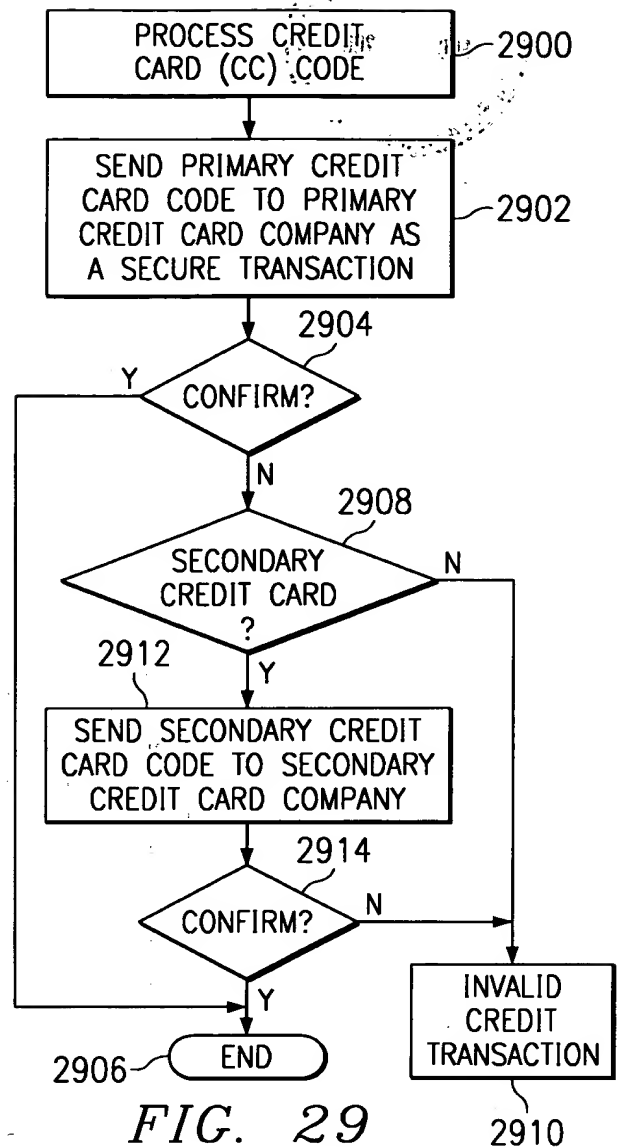 PROCESS CREDIT
CARD (CC) CODE
2900
SEND PRIMARY CREDIT
CARD CODE TO PRIMARY
CREDIT CARD COMPANY AS
A SECURE TRANSACTION
2902
2904
Y
CONFIRM?
N
2908
SECONDARY
CREDIT CARD
?
N
2912
Y
SEND SECONDARY CREDIT
CARD CODE TO SECONDARY
CREDIT CARD COMPANY
2914
CONFIRM?
N
Y
INVALID
CREDIT
TRANSACTION
END
2906
2910
FIG. 29